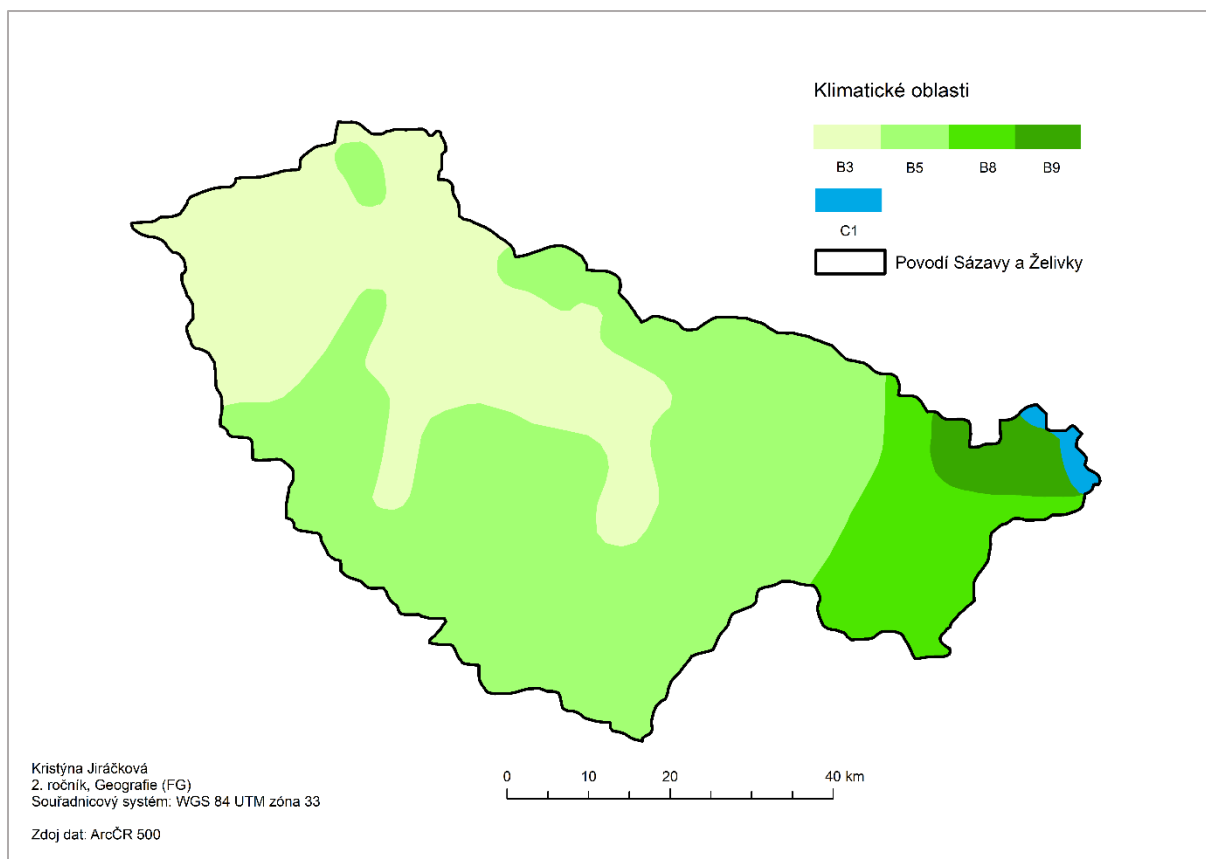 Klimatické oblasti
B3 B5 B8 B9
C1
Povodí Sázavy a Želivky
Kristýna Jiráčková
2. ročník, Geografie (FG)
Souřadnicový systém: WGS 84 UTM zóna 33
Zdoj dat: ArcČR 500
0 10 20 40 km